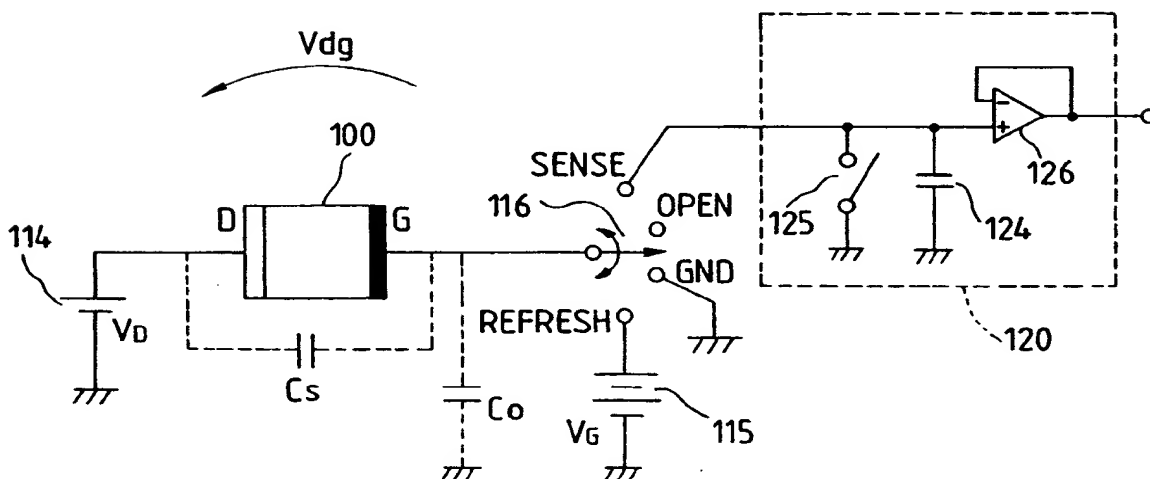 Vdg
100
SENSE
116
OPEN
126
125
124
D
G
114
GND
VD
REFRESH
120
Cs
Co
VG
115
-
+